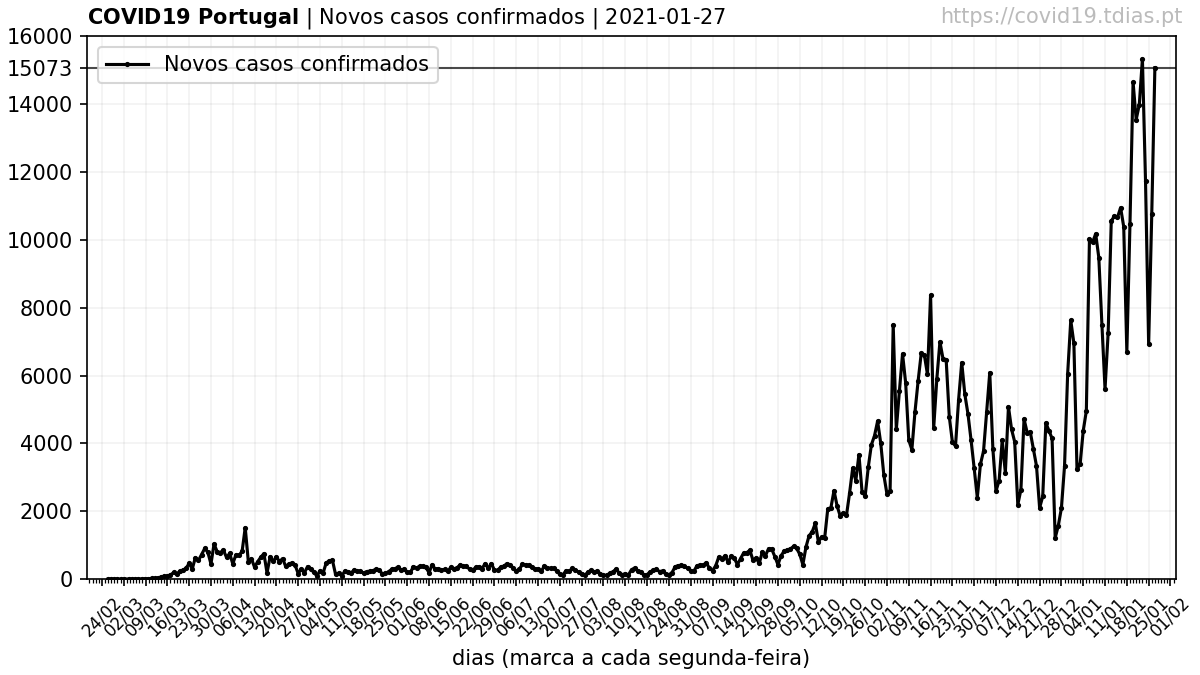 COVID19 Portugal | Novos casos confirmados | 2021-01-27
https://covid19.tdias.pt
16000
15073
Novos casos confirmados
14000
12000
10000
8000
6000
4000
2000
0
24/02 02/03 09/03 16/03 23/03 30/03 06/04 13/04 20/04 27/04 04/05 11/05 18/05 25/05 01/06 08/06 15/06 22/06 29/06 06/07 13/07 20/07 27/07 03/08 10/08 17/08 24/08 31/08 07/09 14/09 21/09 28/09 05/10 12/10 19/10 26/10 02/11 09/11 16/11 23/11 30/11 07/12 14/12 21/12 28/12 04/01 11/01 18/01 25/01 01/02
dias (marca a cada segunda-feira)